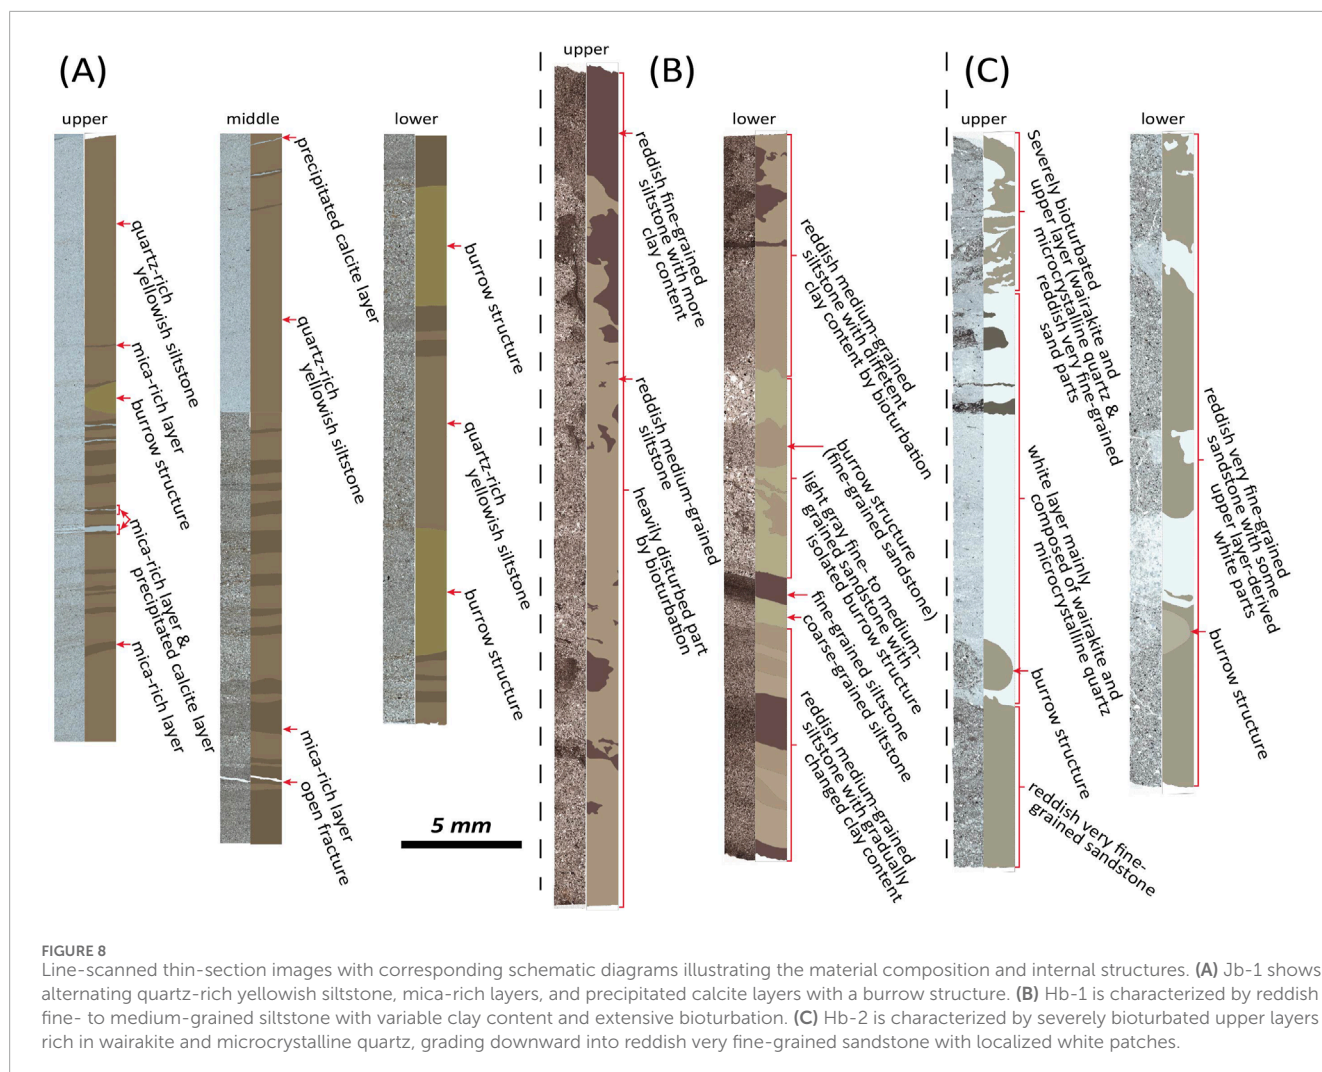 (A)
upper
quartz-rich
yellowish siltstone
mica-rich layer
burrow structure
mica-rich layer &
precipitated calcite layer
mica-rich layer
middle
precipitated calcite layer
quartz-rich
yellowish siltstone
mica-rich layer
open fracture
lower
burrow structure
quartz-rich
yellowish siltstone
burrow structure
5 mm
(B)
upper
reddish fine-grained
siltstone with more
clay content
reddish medium-grained
siltstone
heavily disturbed part
by bioturbation
lower
reddish medium-grained
siltstone with diffetent
clay content by bioturbation
burrow structure
(fine-grained sandstone)
light gray fine- to medium-
grained sandstone with
isolated burrow structure
fine-grained siltstone
coarse-grained siltstone
reddish medium-grained
siltstone with gradually
changed clay content
(C)
upper
Severely bioturbated
upper layer (wairakite and
microcrystalline quartz &
reddish very fine-grained
sand parts
white layer mainly
composed of wairakite and
microcrystalline quartz
burrow structure
reddish very fine-
grained sandstone
lower
reddish very fine-grained
sandstone with some
upper layer-derived
white parts
burrow structure
FIGURE 8
Line-scanned thin-section images with corresponding schematic diagrams illustrating the material composition and internal structures. (A) Jb-1 shows
alternating quartz-rich yellowish siltstone, mica-rich layers, and precipitated calcite layers with a burrow structure. (B) Hb-1 is characterized by reddish
fine- to medium-grained siltstone with variable clay content and extensive bioturbation. (C) Hb-2 is characterized by severely bioturbated upper layers
rich in wairakite and microcrystalline quartz, grading downward into reddish very fine-grained sandstone with localized white patches.